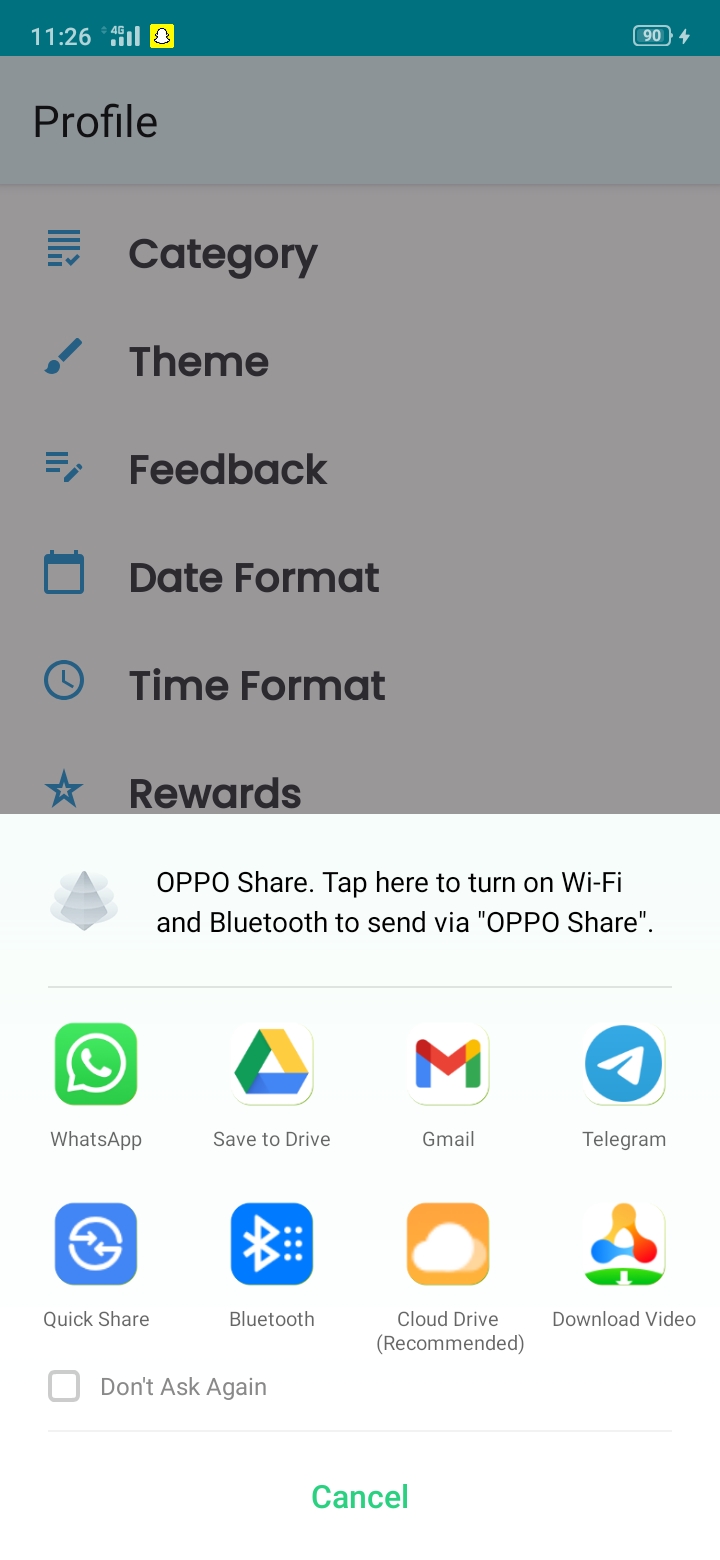 11:26 4G 90
Profile
Category
Theme
Feedback
Date Format
Time Format
Rewards
OPPO Share. Tap here to turn on Wi-Fi
and Bluetooth to send via "OPPO Share".
WhatsApp Save to Drive Gmail Telegram
Quick Share Bluetooth Cloud Drive Download Video
(Recommended)
Don't Ask Again
Cancel